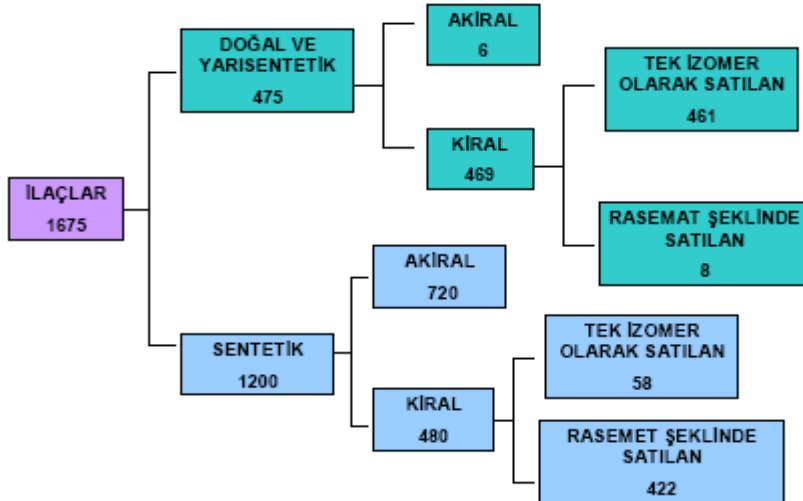 İLAÇLAR
1675
DOĞAL VE
YARISENTETİK
475
AKİRAL
6
KİRAL
469
TEK İZOMER
OLARAK SATILAN
461
RASEMAT ŞEKLİNDE
SATILAN
8
SENTETİK
1200
AKİRAL
720
KİRAL
480
TEK İZOMER
OLARAK SATILAN
58
RASEMET ŞEKLİNDE
SATILAN
422